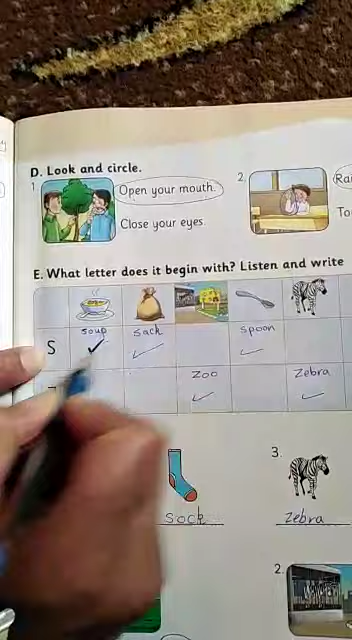 D. Look and circle.
1. Open your mouth.
Close your eyes.
2.
To
E. What letter does it begin with? Listen and write
soup sack spoon
S
zoo zebra
3.
sock zebra
2.